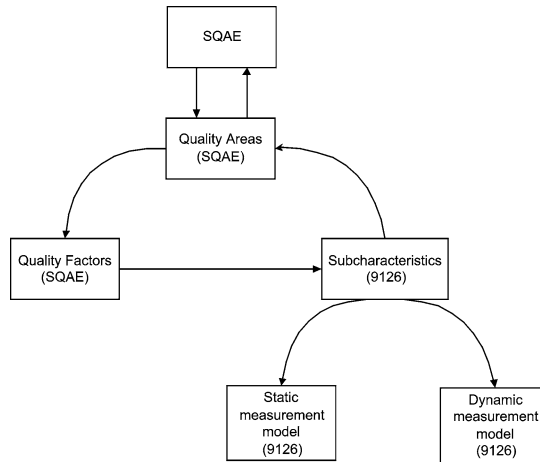 SQAE
Quality Areas
(SQAE)
Quality Factors
(SQAE)
Subcharacteristics
(9126)
Static
measurement
model
(9126)
Dynamic
measurement
model
(9126)